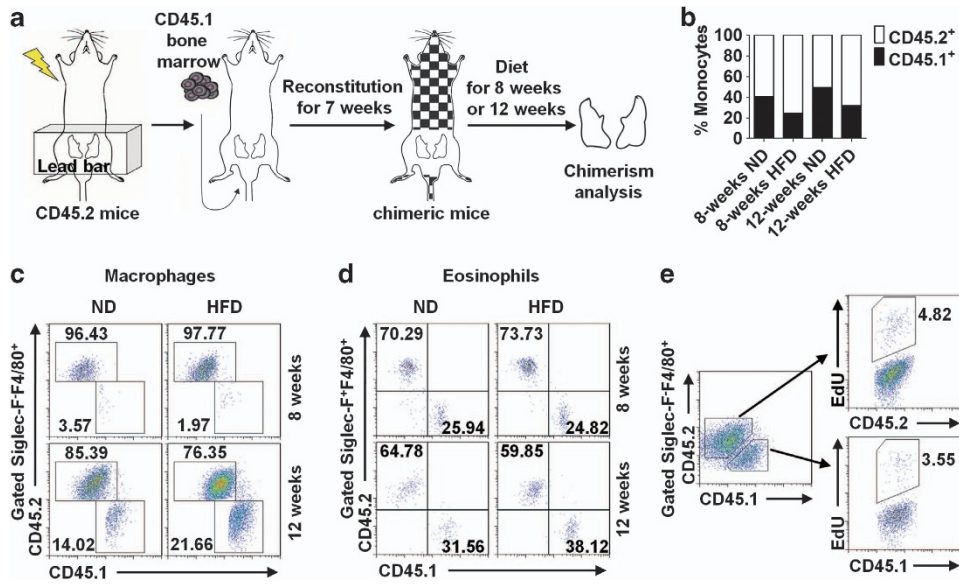 a
CD45.1
bone
marrow
Reconstitution
for 7 weeks
Diet
for 8 weeks
or 12 weeks
Lead bar
CD45.2 mice
chimeric mice
Chimerism
analysis
b
% Monocytes
100
80
60
40
20
0
8-weeks ND
8-weeks HFD
12-weeks ND
12-weeks HFD
CD45.2⁺
CD45.1⁺
c
Macrophages
ND
HFD
Gated Siglec-F⁻F4/80⁺
CD45.2
96.43
97.77
3.57
1.97
8 weeks
85.39
76.35
14.02
21.66
12 weeks
CD45.1
d
Eosinophils
ND
HFD
Gated Siglec-F⁺F4/80⁺
CD45.2
70.29
73.73
25.94
24.82
8 weeks
64.78
59.85
31.56
38.12
12 weeks
CD45.1
e
Gated Siglec-F⁻F4/80⁺
CD45.2
CD45.1
4.82
EdU
CD45.2
3.55
EdU
CD45.1